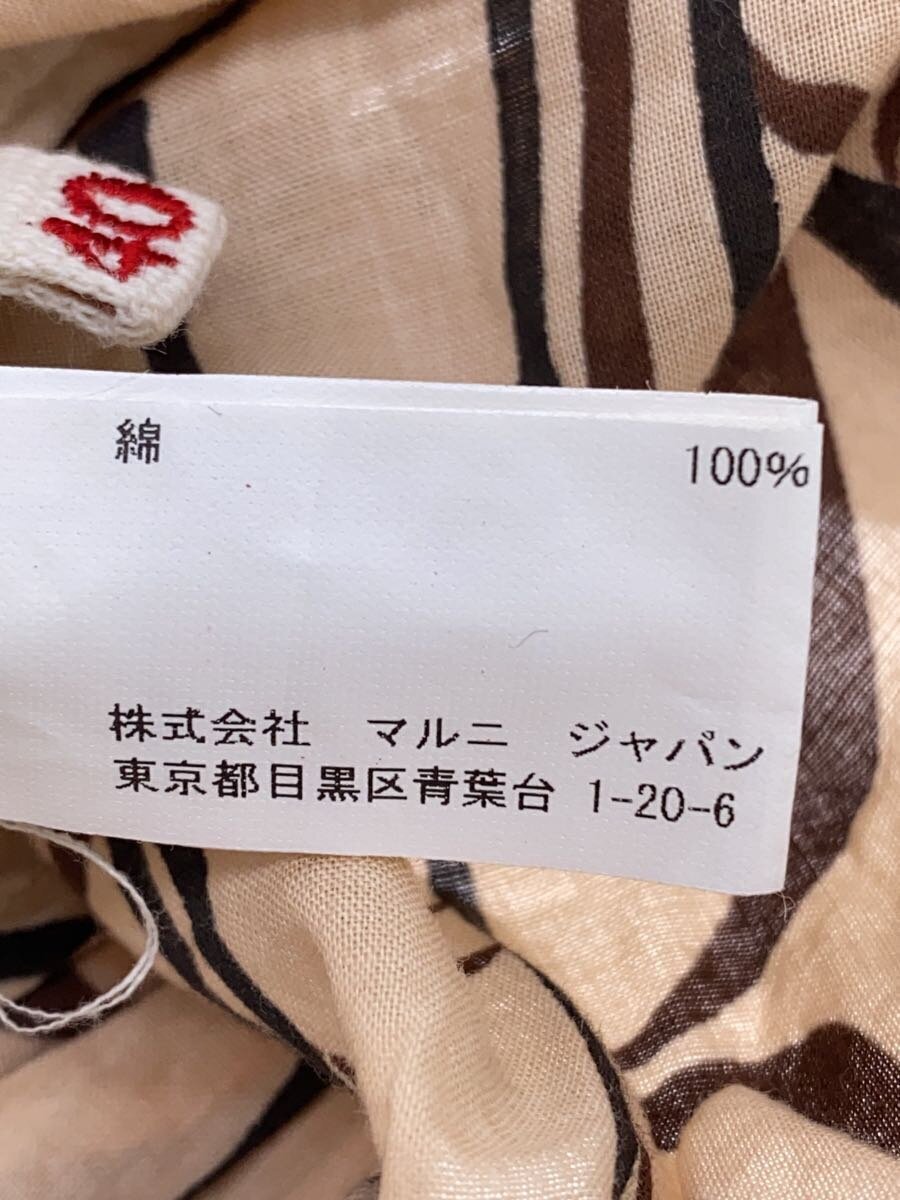 40
綿 100%
株式会社　マルニ　ジャパン
東京都目黒区青葉台 1-20-6